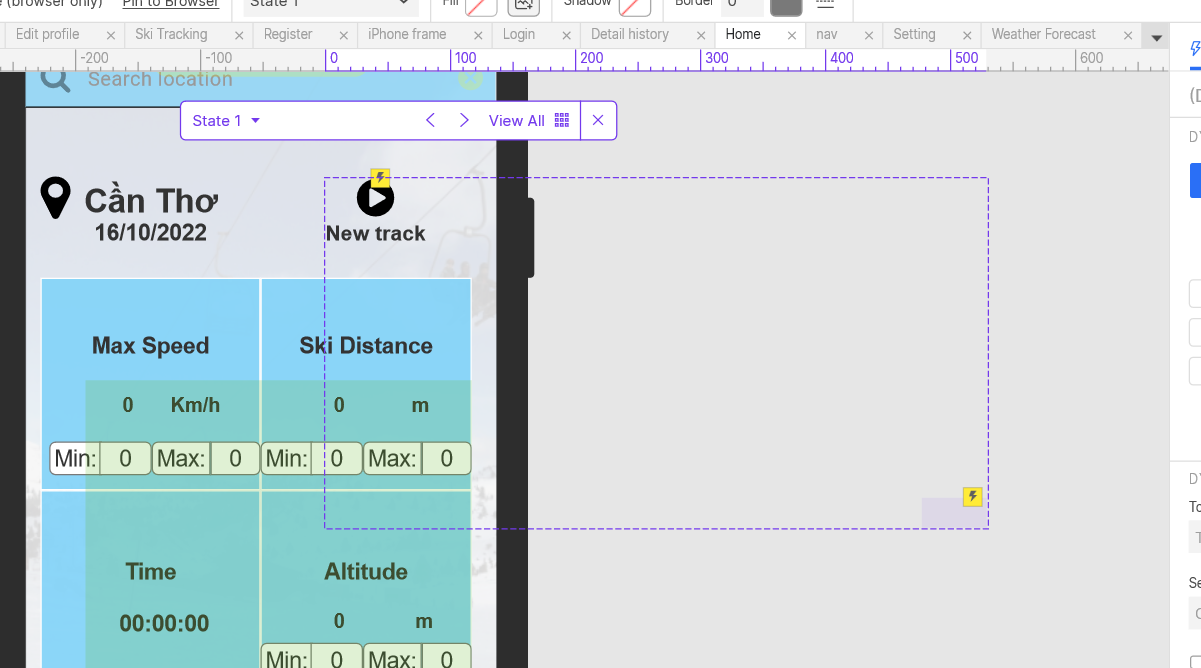 (browser only) Pin to Browser State 1 Fill Shadow Border 0
Edit profile Ski Tracking Register iPhone frame Login Detail history Home nav Setting Weather Forecast
-200 -100 0 100 200 300 400 500 600
Search location
State 1 View All
Cần Thơ
16/10/2022
New track
Max Speed Ski Distance
0 Km/h 0 m
Min: 0 Max: 0 Min: 0 Max: 0
Time Altitude
00:00:00 0 m
Min: 0 Max: 0